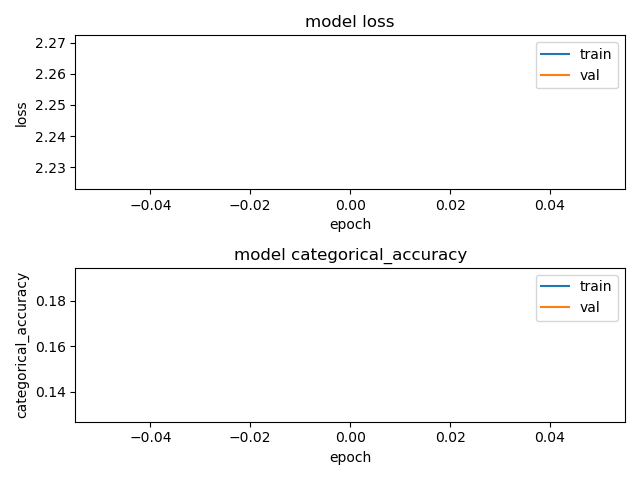 model loss
2.27
2.26
2.25
2.24
2.23
loss
train
val
−0.04 −0.02 0.00 0.02 0.04
epoch
model categorical_accuracy
0.18
0.16
0.14
categorical_accuracy
train
val
−0.04 −0.02 0.00 0.02 0.04
epoch